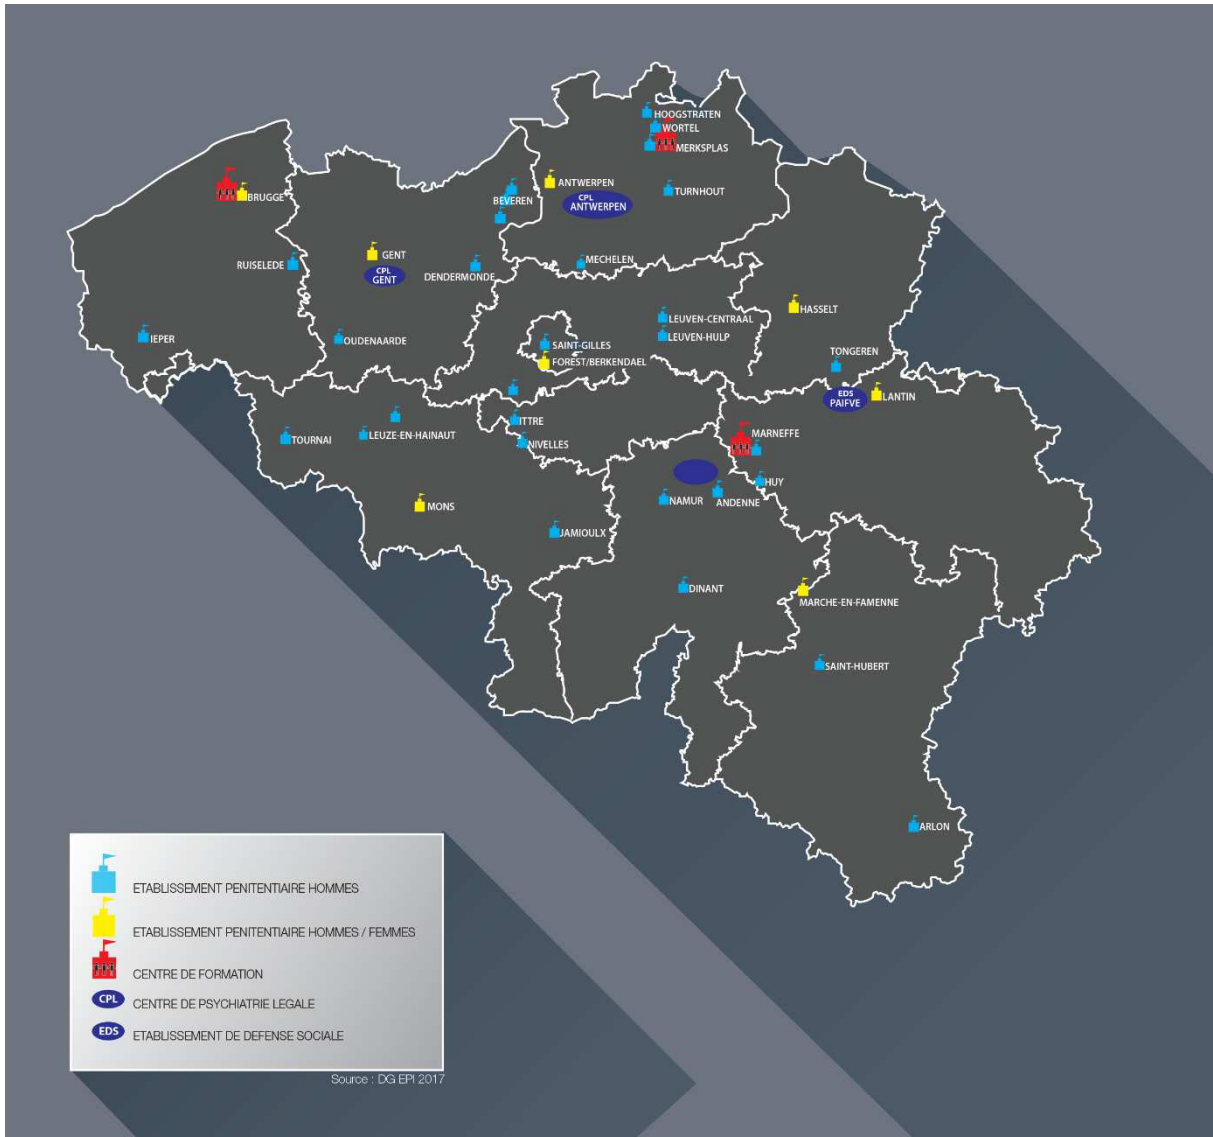 HOOGSTRATEN
WORTEL
MERKSPLAS
ANTWERPEN
TURNHOUT
CPL
ANTWERPEN
BEVEREN
BRUGGE
GENT
CPL
GENT
RUISELEDE
DENDERMONDE
MECHELEN
HASSELT
LEUVEN-CENTRAAL
LEUVEN-HULP
IEPER
OUDENAARDE
SAINT-GILLES
FOREST/BERKENDAEL
TONGEREN
EDS
PAIFVE
LANTIN
ITTRE
NIVELLES
TOURNAI
LEUZE-EN-HAINAUT
MARNEFFE
HUY
NAMUR
ANDENNE
MONS
JAMIOULX
DINANT
MARCHE-EN-FAMENNE
SAINT-HUBERT
ARLON
ETABLISSEMENT PENITENTIAIRE HOMMES
ETABLISSEMENT PENITENTIAIRE HOMMES / FEMMES
CENTRE DE FORMATION
CPL CENTRE DE PSYCHIATRIE LEGALE
EDS ETABLISSEMENT DE DEFENSE SOCIALE
Source : DG EPI 2017